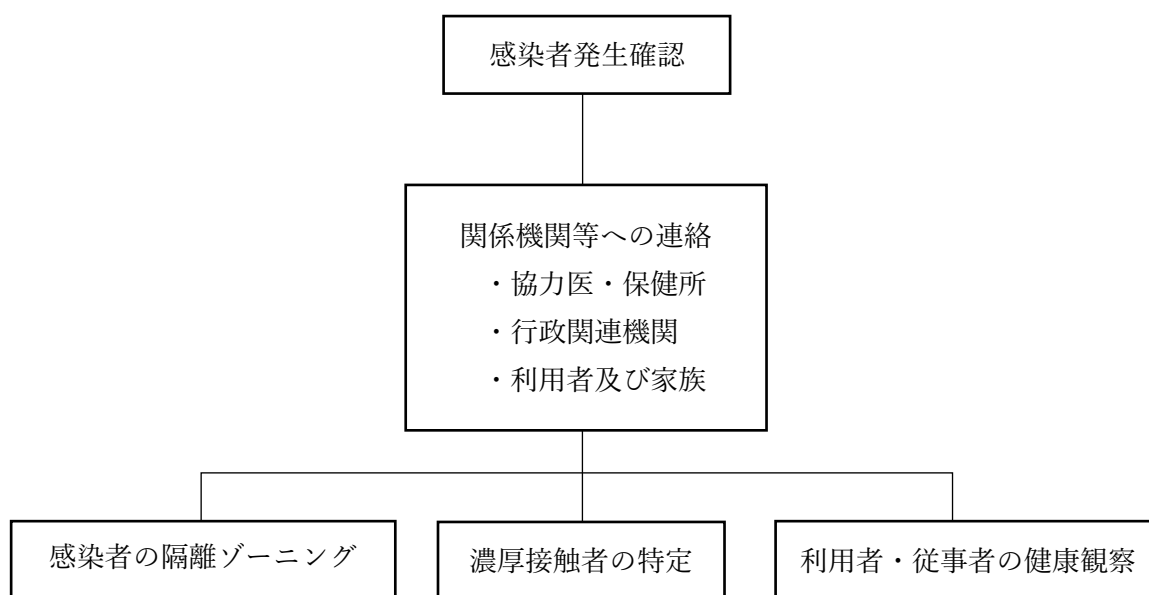 感染者発生確認
関係機関等への連絡
・協力医・保健所
・行政関連機関
・利用者及び家族
感染者の隔離ゾーニング
濃厚接触者の特定
利用者・従事者の健康観察